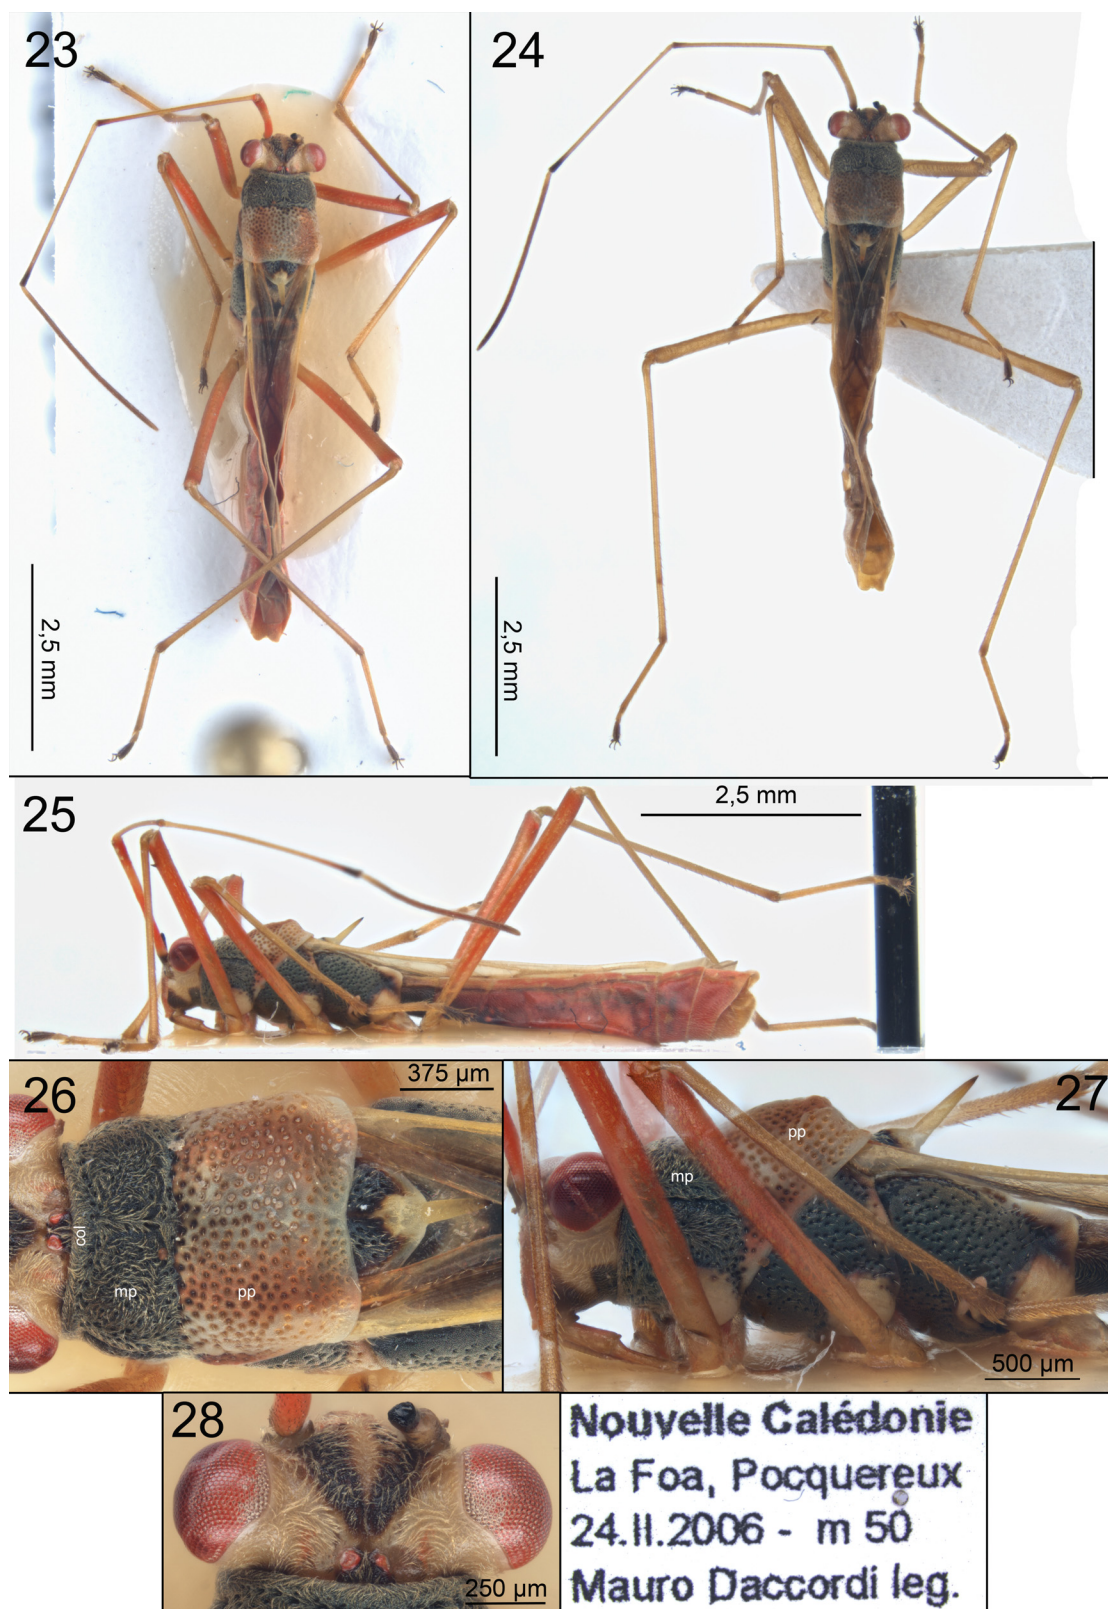 23
24
2,5 mm
2,5 mm
25
2,5 mm
26
375 µm
col
mp
pp
27
pp
mp
500 µm
28
250 µm
Nouvelle Calédonie
La Foa, Pocquereux
24.II.2006 - m 50
Mauro Daccordi leg.